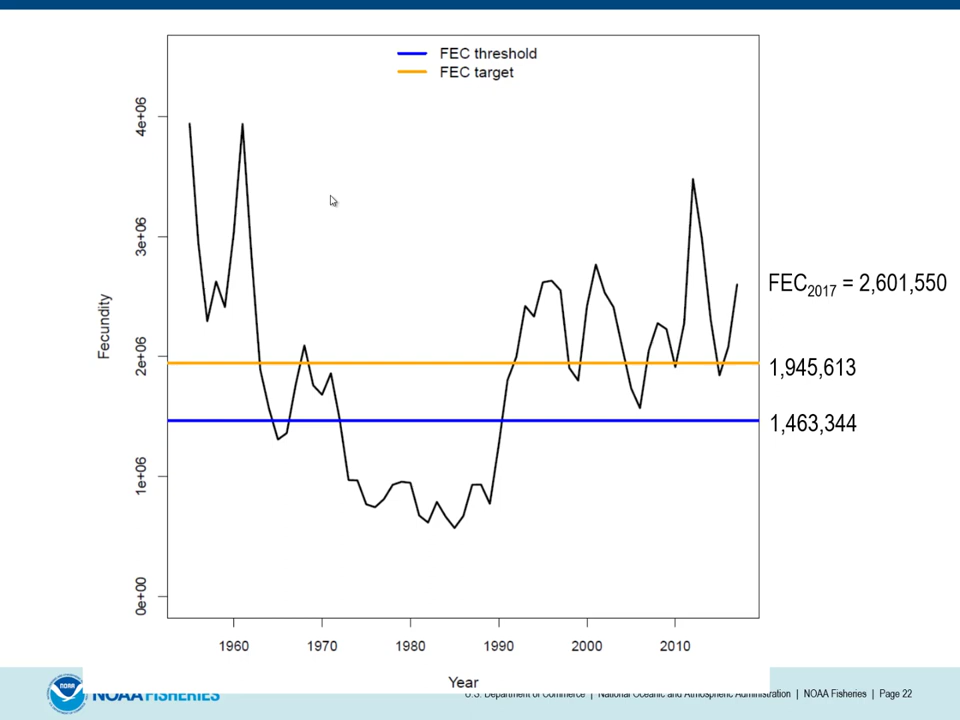 FEC threshold
FEC target
4e+06
3e+06
2e+06
1e+06
0e+00
Fecundity
FEC2017 = 2,601,550
1,945,613
1,463,344
1960 1970 1980 1990 2000 2010
Year
NOAA FISHERIES
U.S. Department of Commerce | National Oceanic and Atmospheric Administration | NOAA Fisheries | Page 22